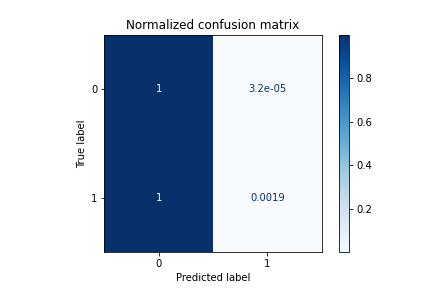 Normalized confusion matrix
0
1
3.2e-05
0.8
0.6
True label
0.4
1
1
0.0019
0.2
0
1
Predicted label